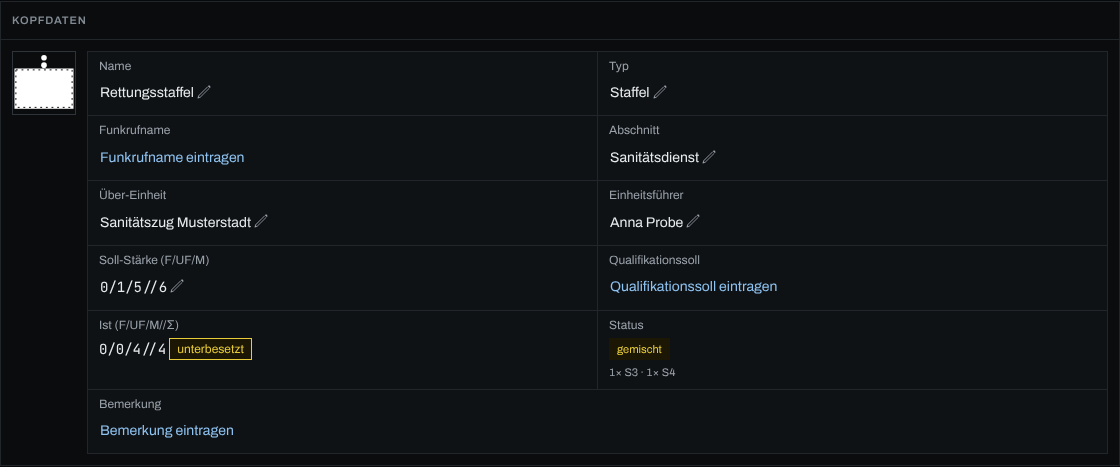 KOPFDATEN
Name
Rettungsstaffel
Typ
Staffel
Funkrufname
Funkrufname eintragen
Abschnitt
Sanitätsdienst
Über-Einheit
Sanitätszug Musterstadt
Einheitsführer
Anna Probe
Soll-Stärke (F/UF/M)
0/1/5//6
Qualifikationssoll
Qualifikationssoll eintragen
Ist (F/UF/M//Σ)
0/0/4//4 unterbesetzt
Status
gemischt
1× S3 · 1× S4
Bemerkung
Bemerkung eintragen